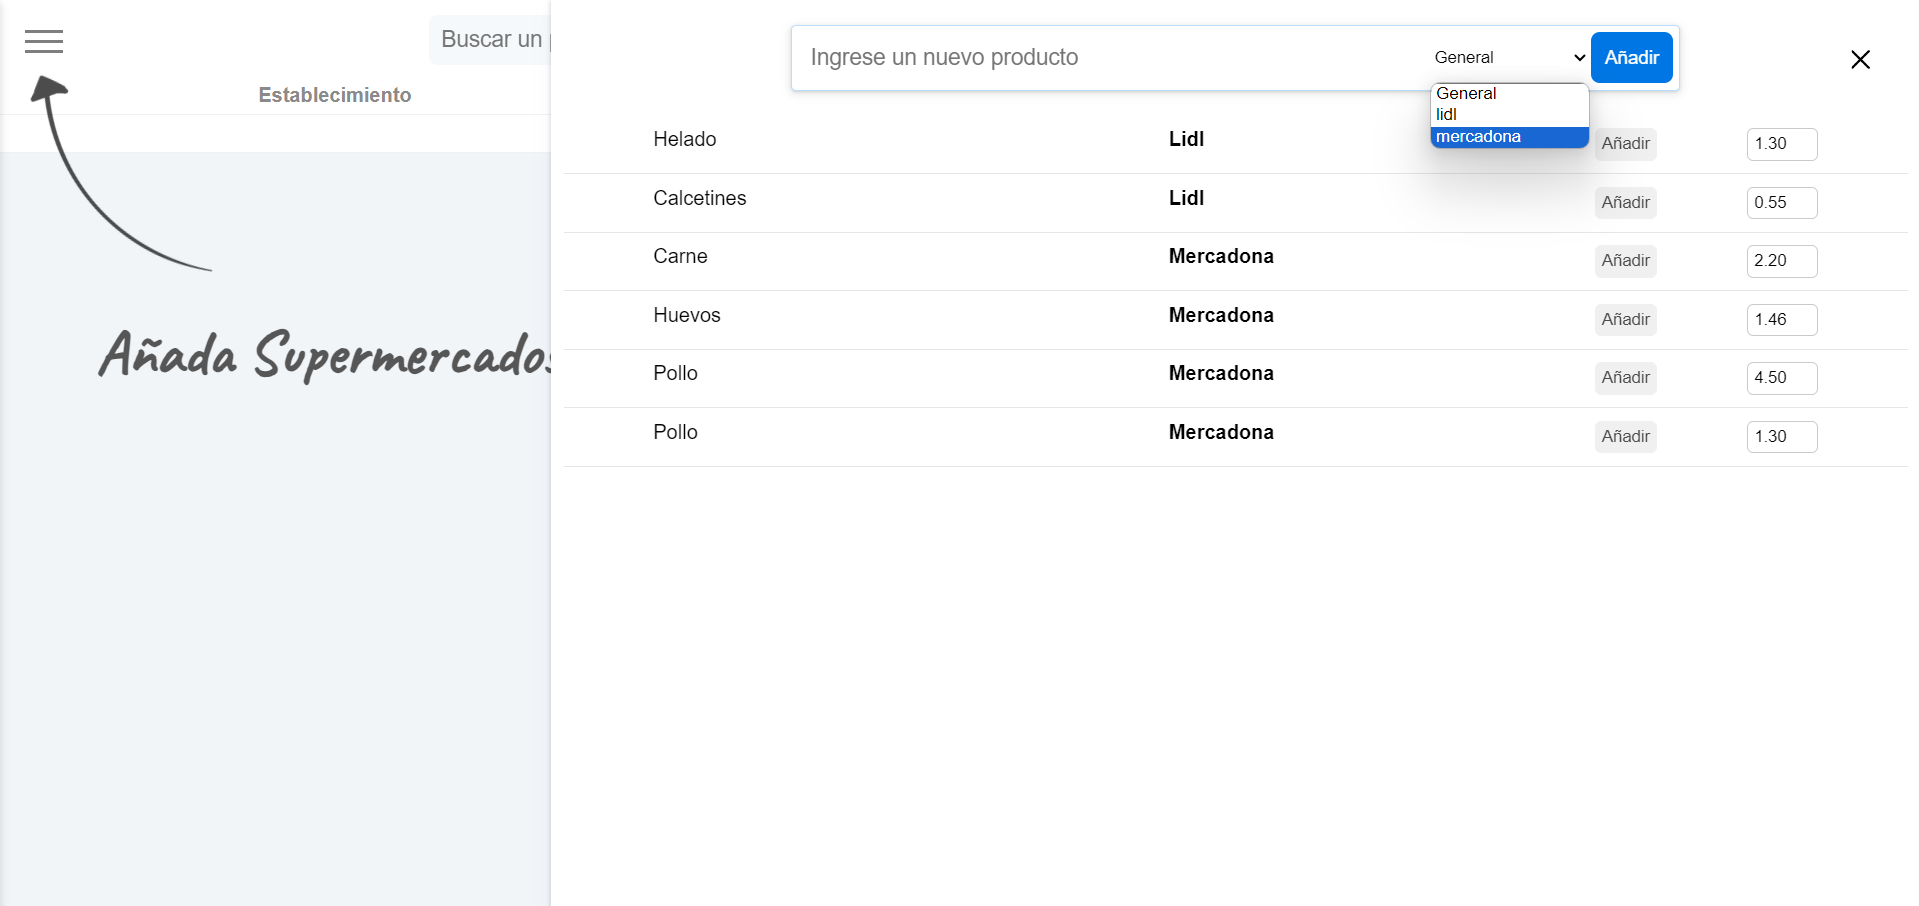 Buscar un
Establecimiento
Añada Supermercados
Ingrese un nuevo producto
General
Añadir
General
lidl
mercadona
Helado Lidl Añadir 1.30
Calcetines Lidl Añadir 0.55
Carne Mercadona Añadir 2.20
Huevos Mercadona Añadir 1.46
Pollo Mercadona Añadir 4.50
Pollo Mercadona Añadir 1.30